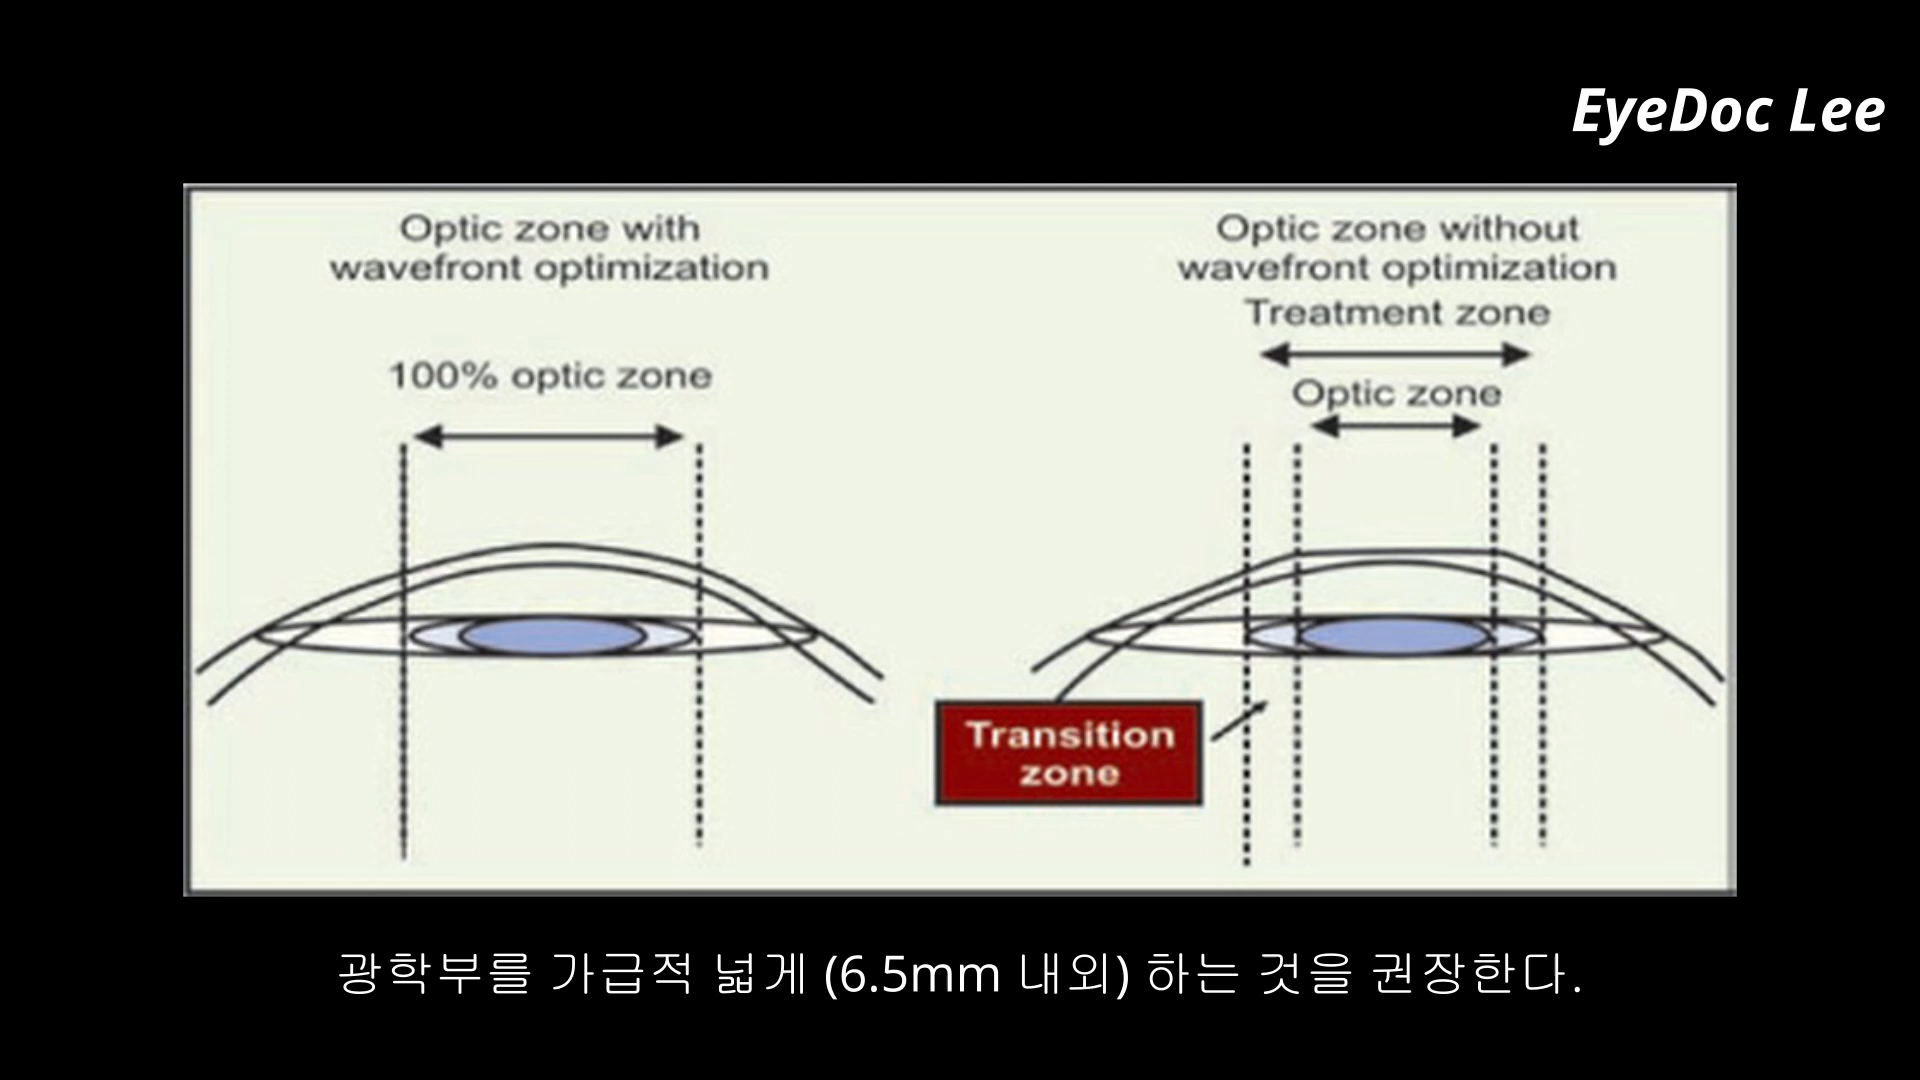 EyeDoc Lee
Optic zone with
wavefront optimization
100% optic zone
Optic zone without
wavefront optimization
Treatment zone
Optic zone
Transition
zone
광학부를 가급적 넓게 (6.5mm 내외) 하는 것을 권장한다.